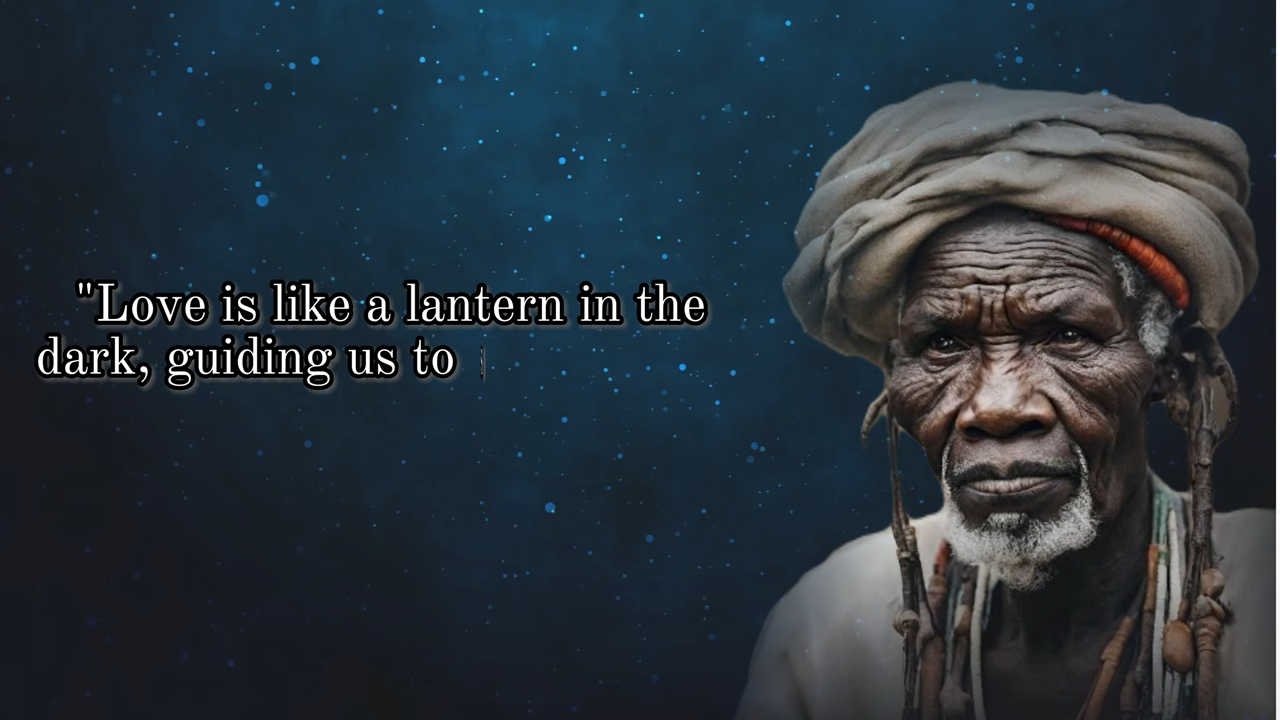 "Love is like a lantern in the
dark, guiding us to